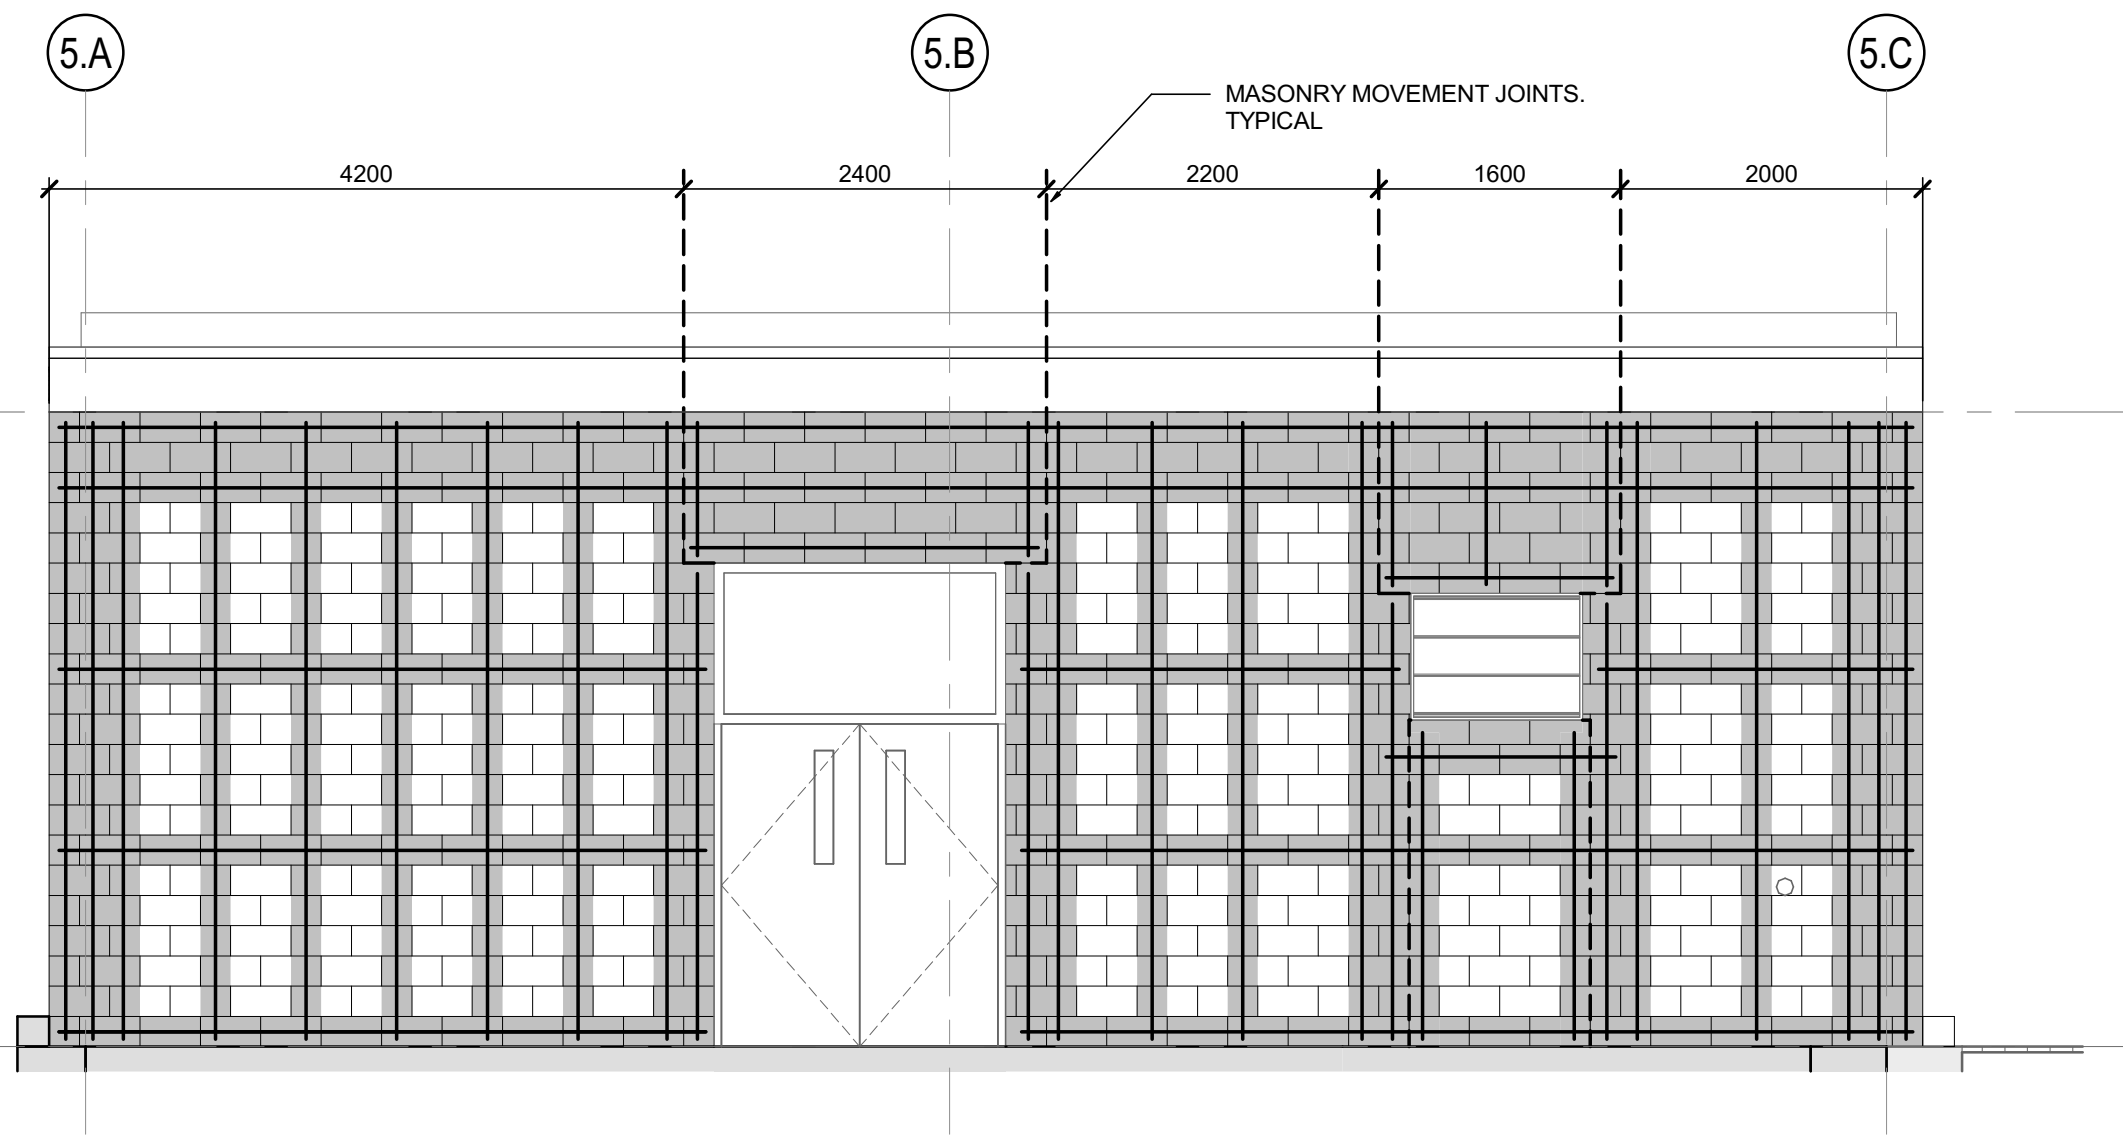 5.A
5.B
5.C
MASONRY MOVEMENT JOINTS.
TYPICAL
4200
2400
2200
1600
2000